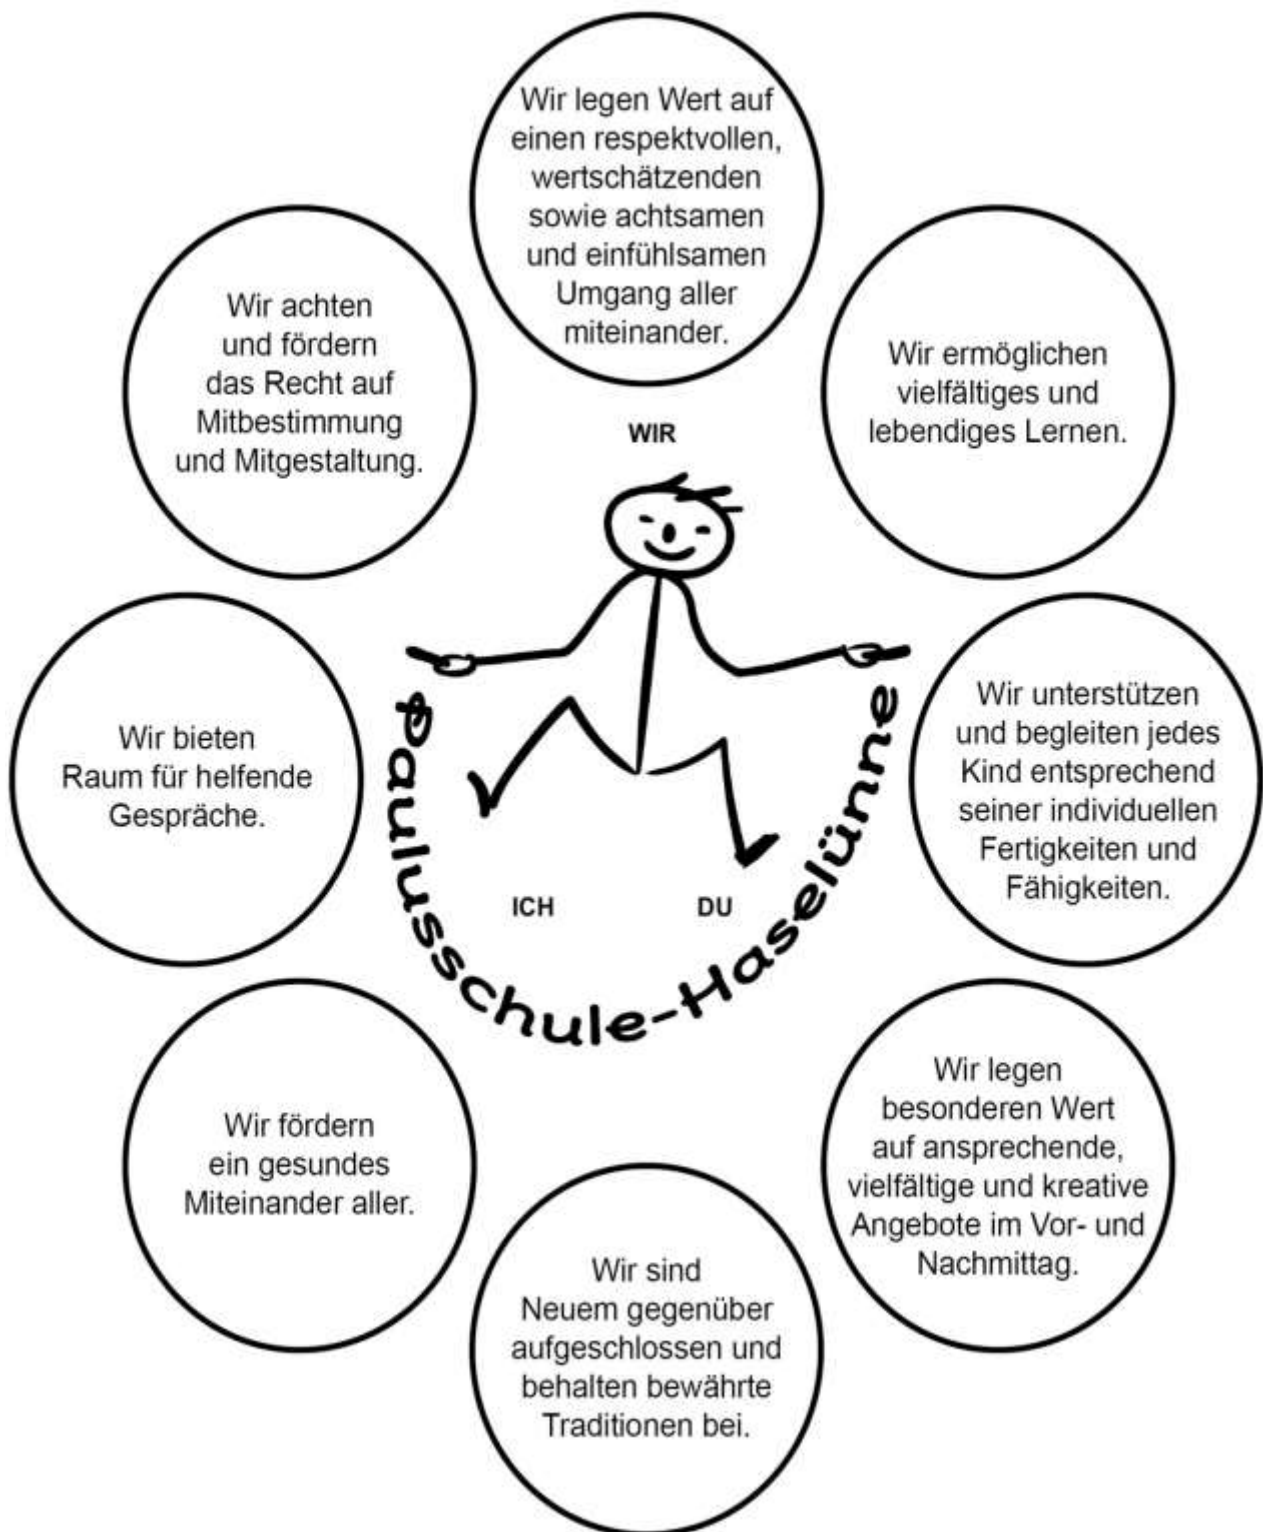 Wir legen Wert auf
einen respektvollen,
wertschätzenden
sowie achtsamen
und einfühlsamen
Umgang aller
miteinander.
Wir ermöglichen
vielfältiges und
lebendiges Lernen.
Wir unterstützen
und begleiten jedes
Kind entsprechend
seiner individuellen
Fertigkeiten und
Fähigkeiten.
Wir legen
besonderen Wert
auf ansprechende,
vielfältige und kreative
Angebote im Vor- und
Nachmittag.
Wir sind
Neuem gegenüber
aufgeschlossen und
behalten bewährte
Traditionen bei.
Wir fördern
ein gesundes
Miteinander aller.
Wir bieten
Raum für helfende
Gespräche.
Wir achten
und fördern
das Recht auf
Mitbestimmung
und Mitgestaltung.
WIR
ICH
DU
Paulusschule-Haselünne